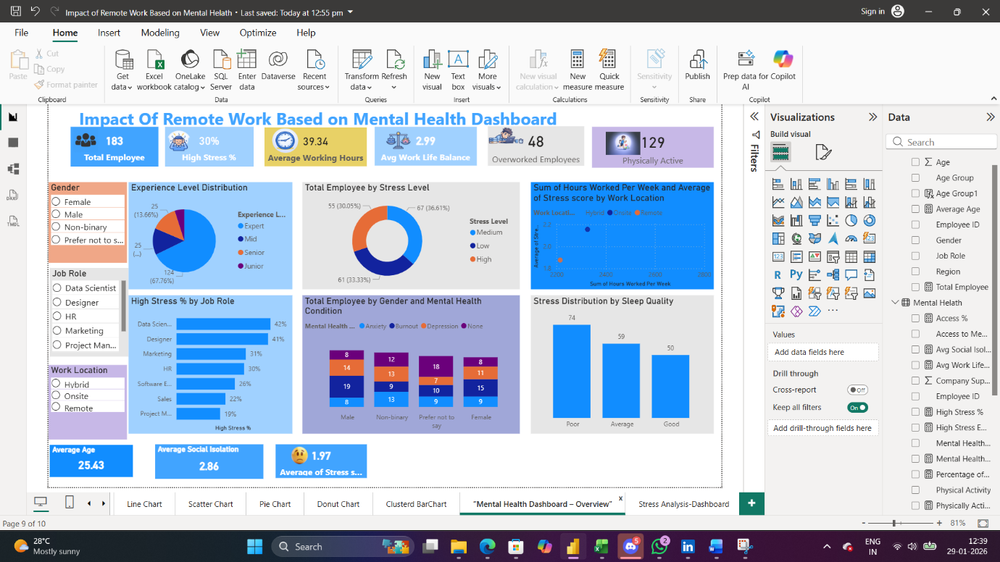 Impact of Remote Work Based on Mental Helath • Last saved: Today at 12:55 pm
Sign in
File Home Insert Modeling View Optimize Help
Paste
Cut
Copy
Format painter
Clipboard
Get data
Excel workbook
OneLake catalog
SQL Server
Enter data
Dataverse
Recent sources
Data
Transform data
Refresh
Queries
New visual
Text box
More visuals
Insert
New visual calculation
New measure
Quick measure
Calculations
Sensitivity
Sensitivity
Publish
Share
Prep data for AI
Copilot
Copilot
Impact Of Remote Work Based on Mental Health Dashboard
183
Total Employee
30%
High Stress %
39.34
Average Working Hours
2.99
Avg Work Life Balance
48
Overworked Employees
129
Physically Active
Gender
Female
Male
Non-binary
Prefer not to s...
Job Role
Data Scientist
Designer
HR
Marketing
Project Man...
Work Location
Hybrid
Onsite
Remote
Experience Level Distribution
25
(13.66%)
25
(...)
124
(67.76%)
Experience L...
Expert
Mid
Senior
Junior
Total Employee by Stress Level
55 (30.05%)
67 (36.61%)
61 (33.33%)
Stress Level
Medium
Low
High
Sum of Hours Worked Per Week and Average
of Stress score by Work Location
Work Locati... Hybrid Onsite Remote
Average of Stre...
2.2
2.0
1.8
2200 2400 2600 2800
Sum of Hours Worked Per Week
High Stress % by Job Role
Data Scien... 42%
Designer 41%
Marketing 31%
HR 30%
Software E... 26%
Sales 22%
Project M... 19%
High Stress %
Total Employee by Gender and Mental Health
Condition
Mental Health ... Anxiety Burnout Depression None
8 14 19 8
12 13 9 13
18 7 10 9
8 11 15 9
Male
Non-binary
Prefer not to say
Female
Stress Distribution by Sleep Quality
74
59
50
Poor
Average
Good
Average Age
25.43
Average Social Isolation
2.86
1.97
Average of Stress s...
Filters
Visualizations
Build visual
R Py
123
Values
Add data fields here
Drill through
Cross-report
Off
Keep all filters
On
Add drill-through fields here
Data
Search
Age
Age Group
Age Group1
Average Age
Employee ID
Gender
Job Role
Region
Total Employee
Mental Helath
Access %
Access to Me...
Avg Social Isol...
Avg Work Life...
Company Sup...
Employee ID
High Stress %
High Stress E...
Mental Health...
Mental Health...
Percentage of...
Physical Activity
Physically Acti...
DAX
TMDL
Line Chart
Scatter Chart
Pie Chart
Donut Chart
Clusterd BarChart
"Mental Health Dashboard – Overview"
x
Stress Analysis-Dashboard
+
Page 9 of 10
- + 81%
28°C
Mostly sunny
Search
5
2
ENG
IN
12:39
29-01-2026